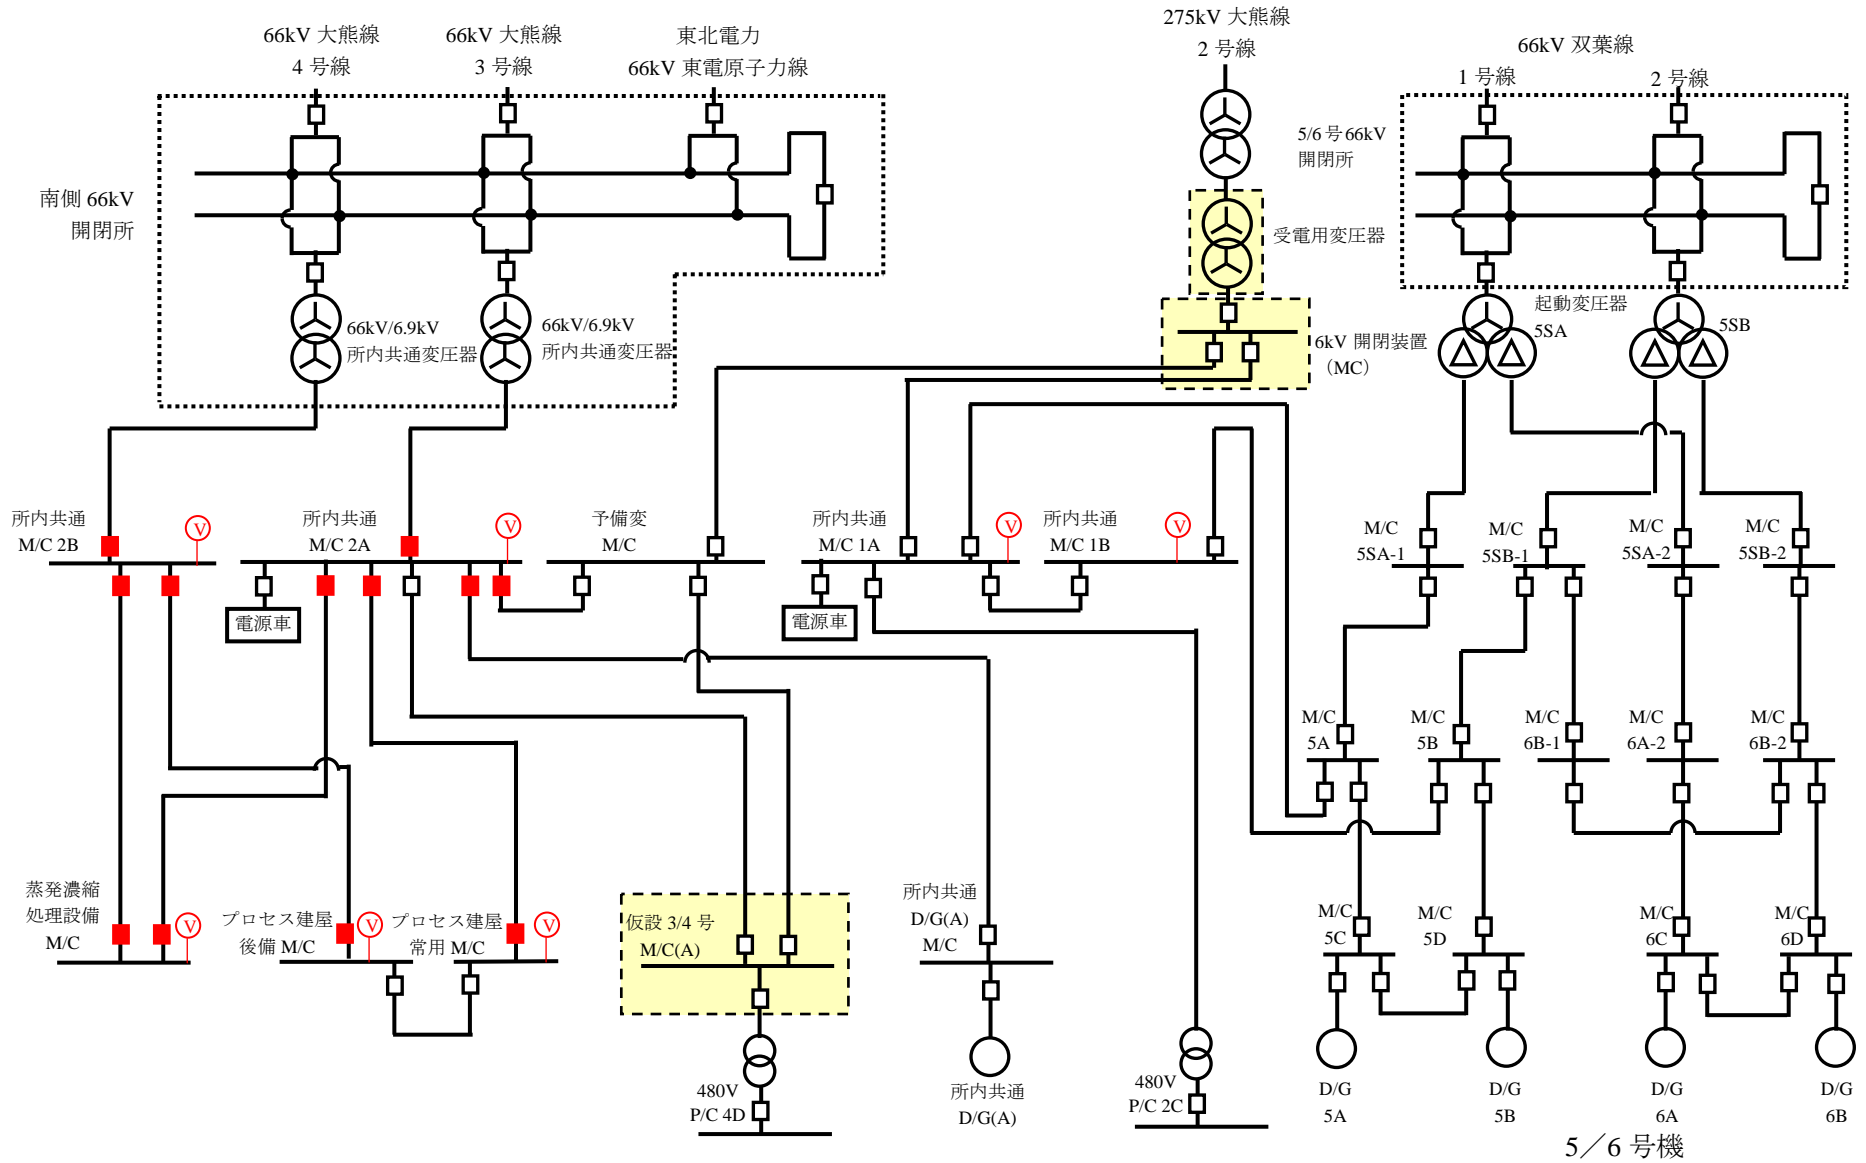 66kV 大熊線
4 号線
66kV 大熊線
3 号線
東北電力
66kV 東電原子力線
275kV 大熊線
2 号線
66kV 双葉線
1 号線
2 号線
5/6 号 66kV
開閉所
南側 66kV
開閉所
受電用変圧器
66kV/6.9kV
所内共通変圧器
66kV/6.9kV
所内共通変圧器
6kV 開閉装置
（MC）
起動変圧器
5SA
5SB
所内共通
M/C 2B
V
所内共通
M/C 2A
V
予備変
M/C
所内共通
M/C 1A
V
所内共通
M/C 1B
V
M/C
5SA-1
M/C
5SB-1
M/C
5SA-2
M/C
5SB-2
電源車
電源車
M/C
5A
M/C
5B
M/C
6B-1
M/C
6A-2
M/C
6B-2
蒸発濃縮
処理設備
M/C
V
プロセス建屋
後備 M/C
V
プロセス建屋
常用 M/C
V
仮設 3/4 号
M/C(A)
所内共通
D/G(A)
M/C
M/C
5C
M/C
5D
M/C
6C
M/C
6D
480V
P/C 4D
所内共通
D/G(A)
480V
P/C 2C
D/G
5A
D/G
5B
D/G
6A
D/G
6B
5／6 号機